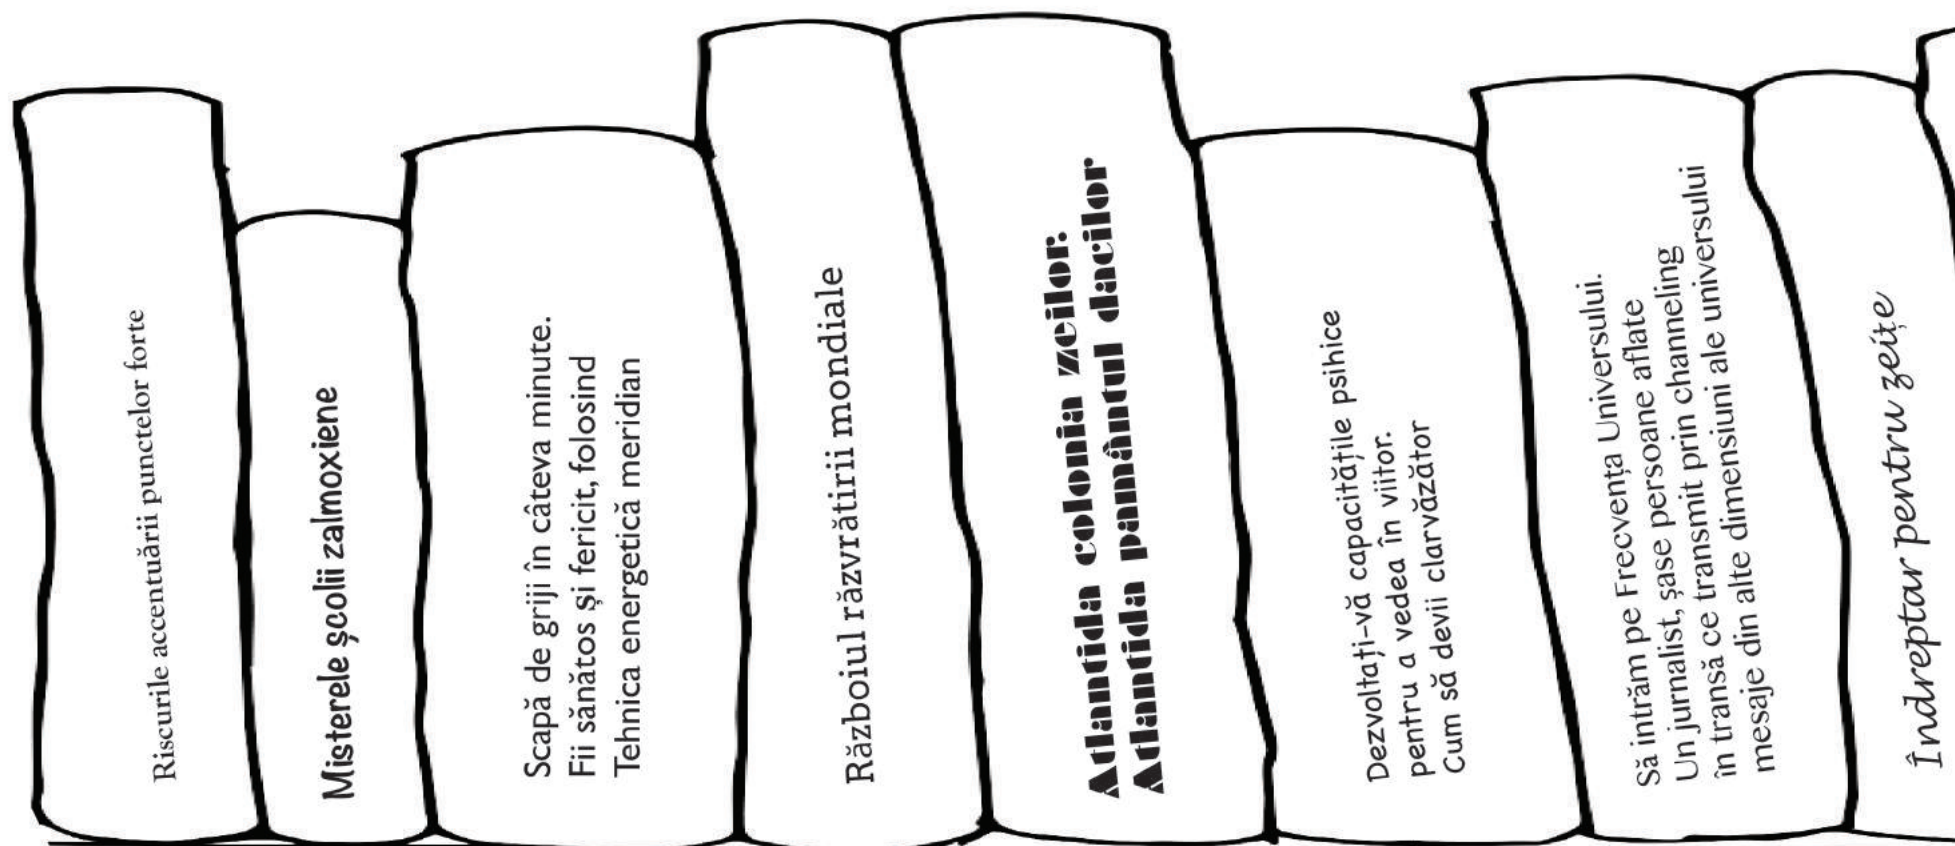 Riscurile accentuării punctelor forte
Misterele școlii zalmoxiene
Scapă de griji în câteva minute.
Fii sănătos și fericit, folosind
Tehnica energetică meridian
Războiul răzvrătirii mondiale
Atlantida colonia zeilor.
Atlantida pamântul dacilor
Dezvoltați-vă capacitățile psihice
pentru a vedea în viitor.
Cum să devii clarvăzător
Să intrăm pe Frecvența Universului.
Un jurnalist, șase persoane aflate
în transă ce transmit prin channeling
mesaje din alte dimensiuni ale universului
Îndreptar pentru zeițe